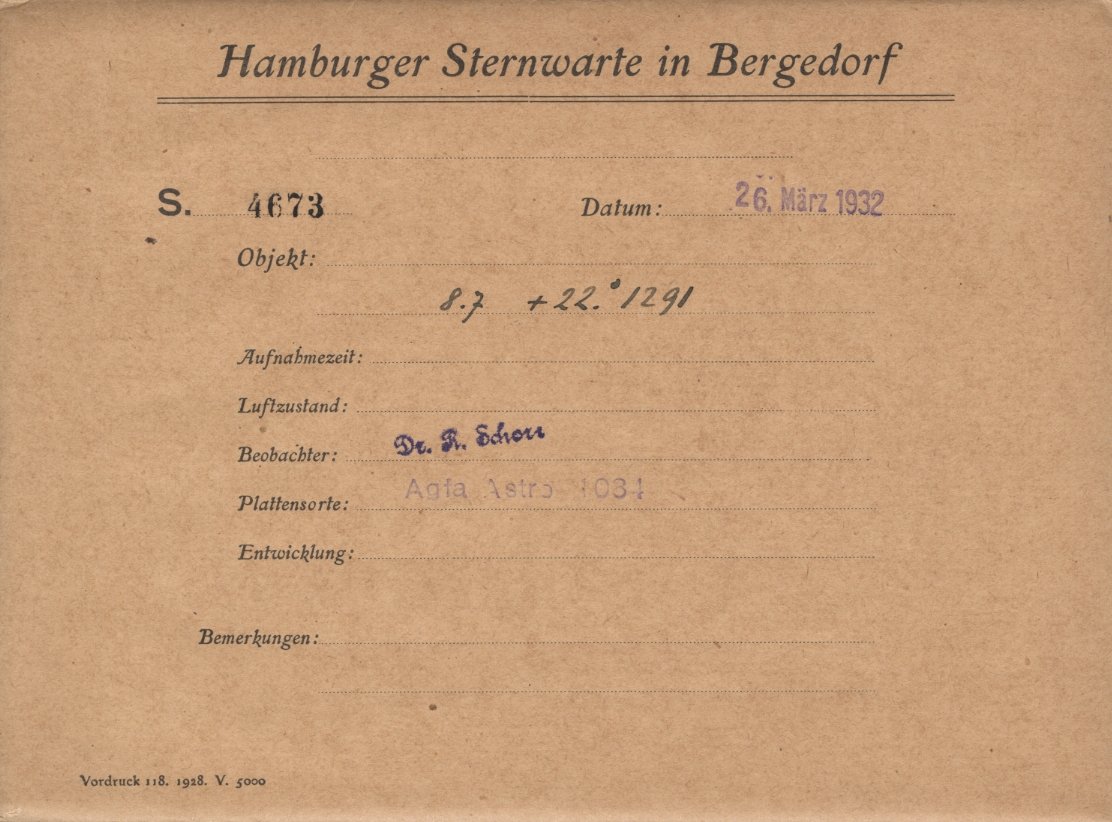 Hamburger Sternwarte in Bergedorf
S. 4673 Datum: 26. März 1932
Objekt:
8.7 +22.° 1291
Aufnahmezeit:
Luftzustand:
Beobachter: Dr. R. Schorr
Plattensorte: Agfa Astro 1034
Entwicklung:
Bemerkungen:
Vordruck 118. 1928. V. 5000